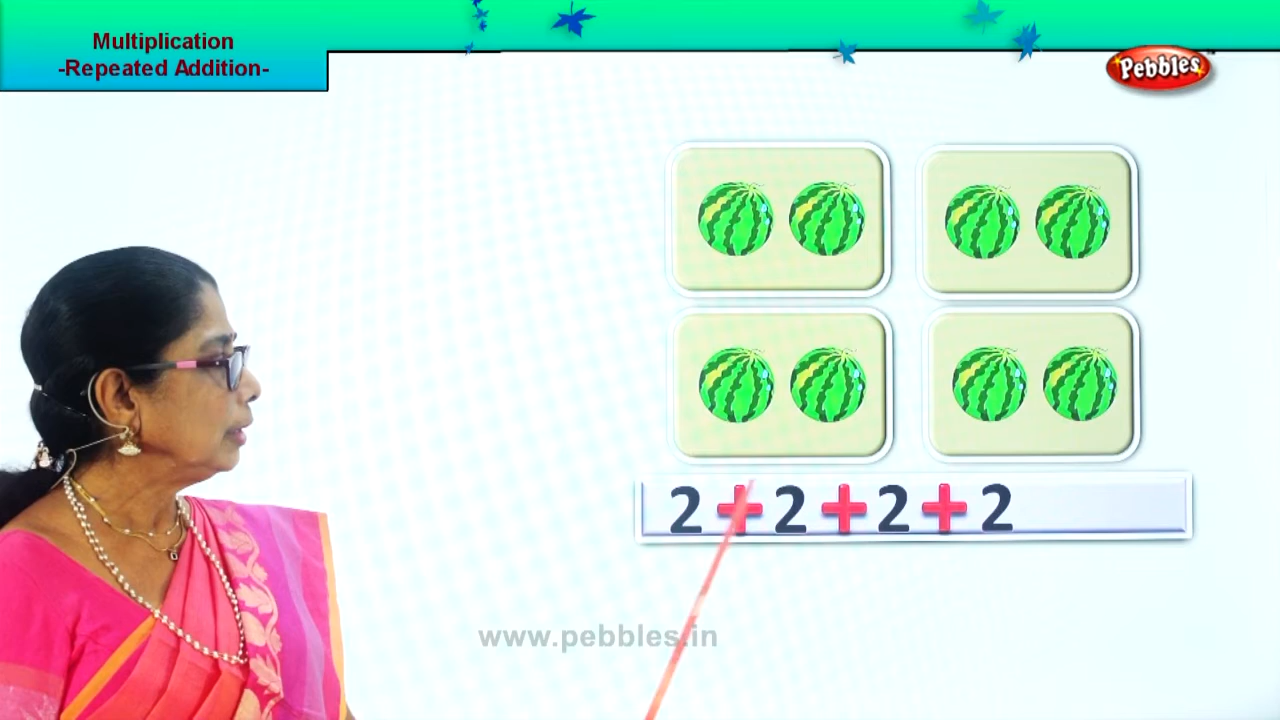 Multiplication
-Repeated Addition-
Pebbles
2 + 2 + 2 + 2
www.pebbles.in